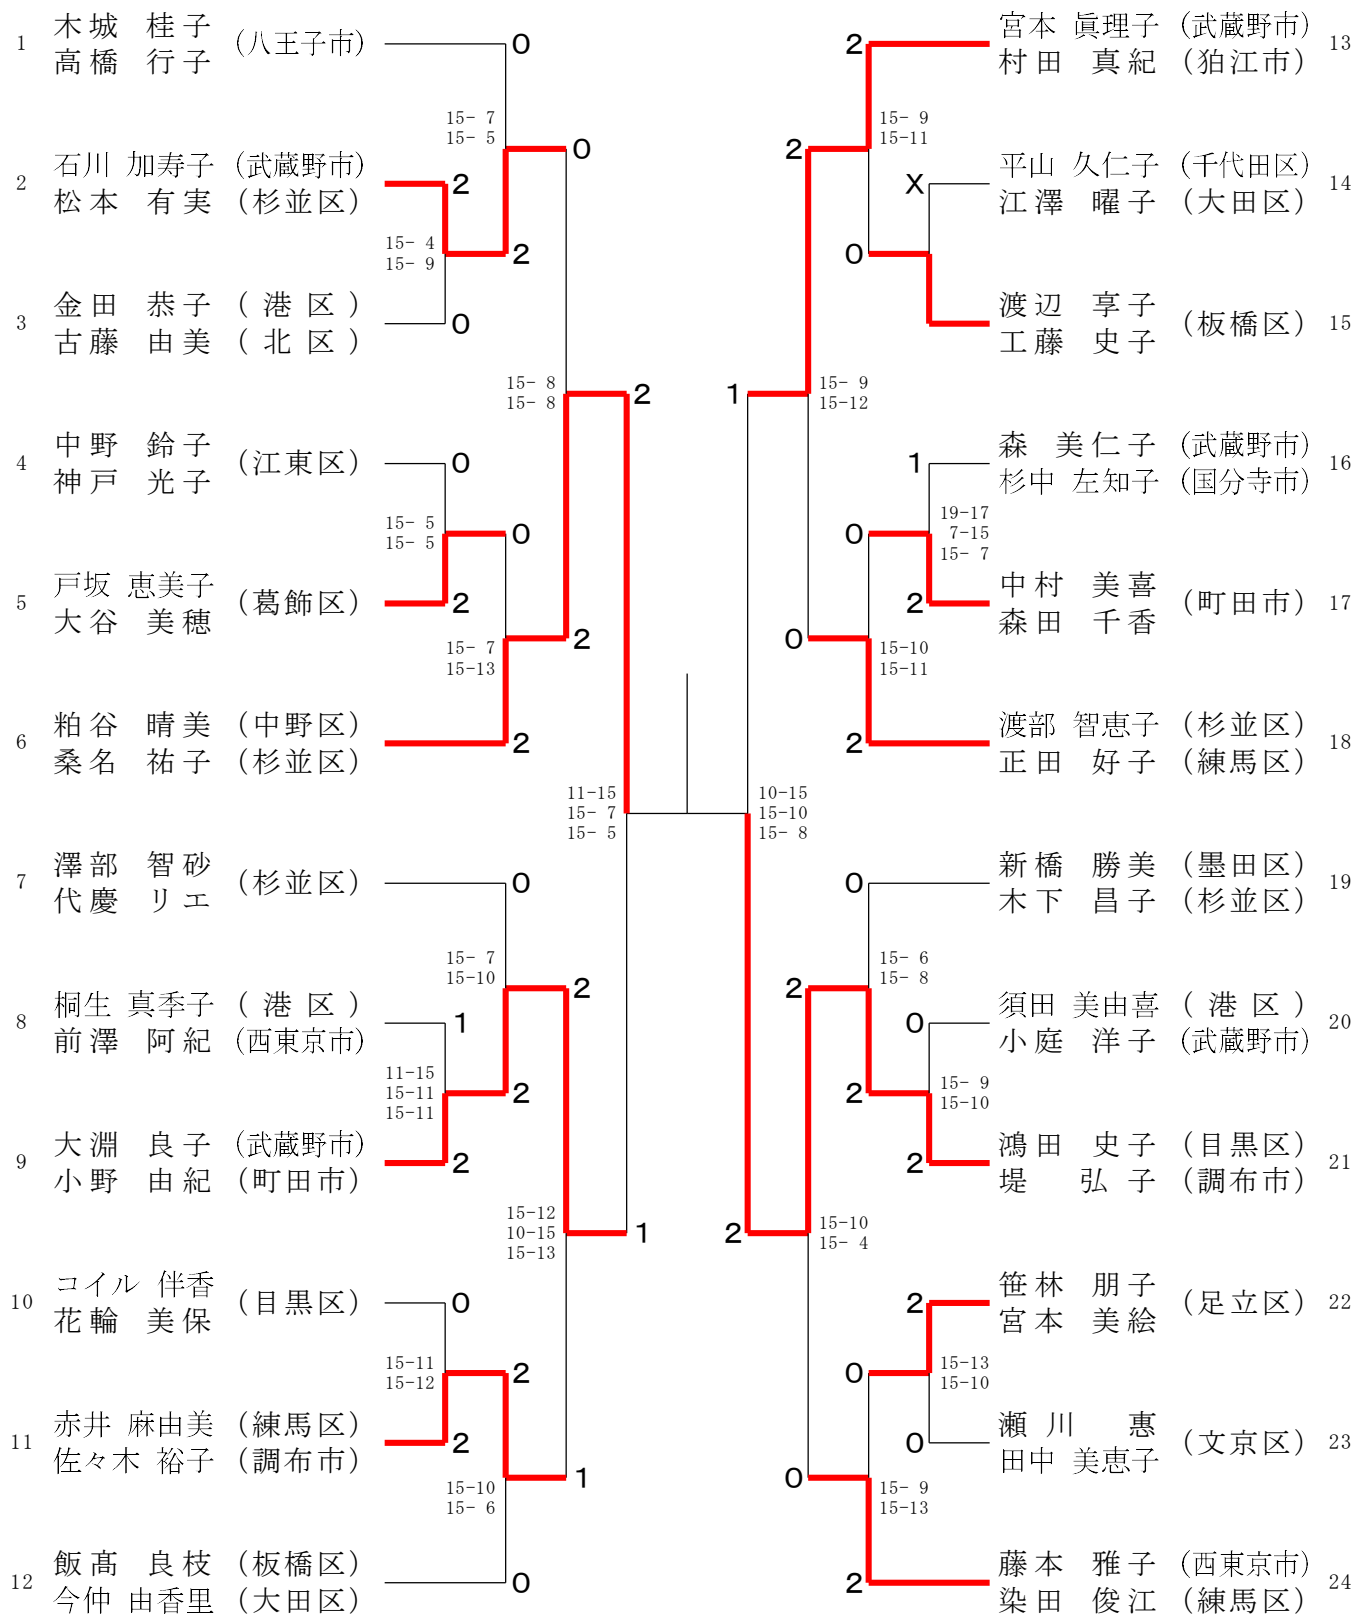 1 木城 桂子 (八王子市)
高橋 行子
0
15- 7
15- 5
0
2 石川 加寿子 (武蔵野市)
松本 有実 (杉並区)
2
15- 4
15- 9
2
3 金田 恭子 (港区)
古藤 由美 (北区)
0
15- 8
15- 8
2
4 中野 鈴子 (江東区)
神戸 光子
0
15- 5
15- 5
0
5 戸坂 恵美子 (葛飾区)
大谷 美穂
2
15- 7
15-13
2
6 粕谷 晴美 (中野区)
桑名 祐子 (杉並区)
2
11-15
15- 7
15- 5
7 澤部 智砂 (杉並区)
代慶 リエ
0
15- 7
15-10
2
8 桐生 真季子 (港区)
前澤 阿紀 (西東京市)
1
11-15
15-11
15-11
2
9 大淵 良子 (武蔵野市)
小野 由紀 (町田市)
2
15-12
10-15
15-13
1
10 コイル 伴香 (目黒区)
花輪 美保
0
15-11
15-12
2
11 赤井 麻由美 (練馬区)
佐々木 裕子 (調布市)
2
15-10
15- 6
1
12 飯髙 良枝 (板橋区)
今仲 由香里 (大田区)
0
2
宮本 眞理子 (武蔵野市) 13
村田 真紀 (狛江市)
15- 9
15-11
2
X
平山 久仁子 (千代田区) 14
江澤 曜子 (大田区)
0
渡辺 享子 (板橋区) 15
工藤 史子
1
15- 9
15-12
1
森 美仁子 (武蔵野市) 16
杉中 左知子 (国分寺市)
0
19-17
7-15
15- 7
2
中村 美喜 (町田市) 17
森田 千香
0
15-10
15-11
2
渡部 智恵子 (杉並区) 18
正田 好子 (練馬区)
10-15
15-10
15- 8
0
新橋 勝美 (墨田区) 19
木下 昌子 (杉並区)
15- 6
15- 8
2
0
須田 美由喜 (港区) 20
小庭 洋子 (武蔵野市)
2
15- 9
15-10
2
鴻田 史子 (目黒区) 21
堤 弘子 (調布市)
2
15-10
15- 4
2
笹林 朋子 (足立区) 22
宮本 美絵
0
15-13
15-10
0
瀬川 惠 (文京区) 23
田中 美恵子
0
15- 9
15-13
2
藤本 雅子 (西東京市) 24
染田 俊江 (練馬区)